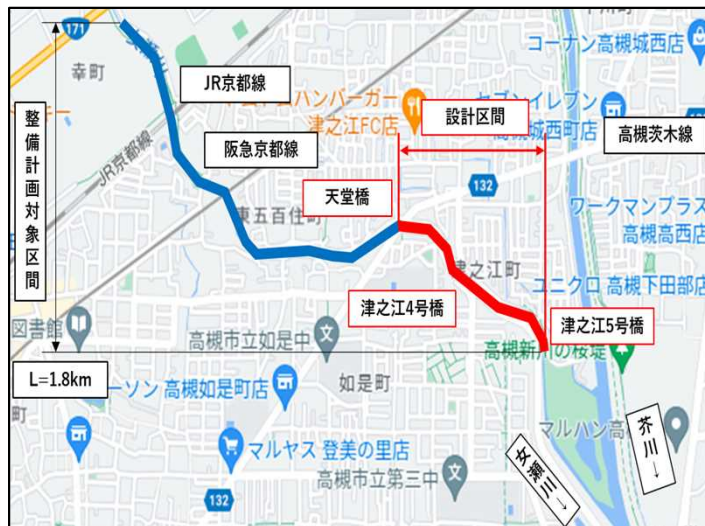 171
幸町
コーナン高槻城西店
JR京都線
整備計画対象区間
ハンバーガー
津之江FC店
設計区間
セブンイレブン
高槻城西町店
高槻茨木線
阪急京都線
JR京都線
132
天堂橋
東五百住町
ワークマンプラス
高槻高西店
津之江町
ユニクロ 高槻下田部店
津之江4号橋
津之江5号橋
図書館
高槻市立如是中
高槻新川の桜堤
L=1.8km
ーソン 高槻如是町店
如是町
マルハン高
芥川→
マルヤス 登美の里店
女瀬川→
132
高槻市立第三中